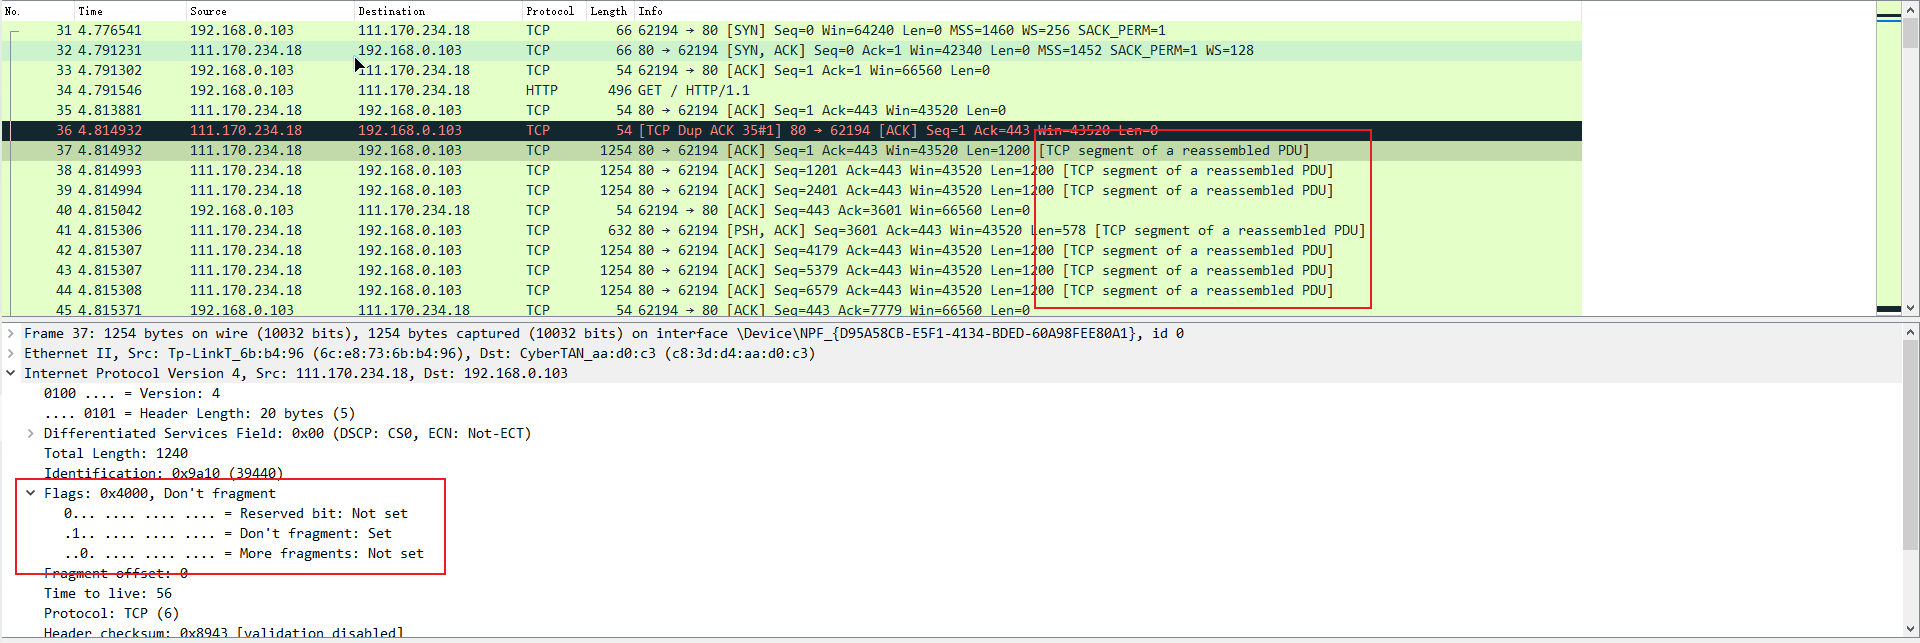 No. Time Source Destination Protocol Length Info
31 4.776541 192.168.0.103 111.170.234.18 TCP 66 62194 → 80 [SYN] Seq=0 Win=64240 Len=0 MSS=1460 WS=256 SACK_PERM=1
32 4.791231 111.170.234.18 192.168.0.103 TCP 66 80 → 62194 [SYN, ACK] Seq=0 Ack=1 Win=42340 Len=0 MSS=1452 SACK_PERM=1 WS=128
33 4.791302 192.168.0.103 111.170.234.18 TCP 54 62194 → 80 [ACK] Seq=1 Ack=1 Win=66560 Len=0
34 4.791546 192.168.0.103 111.170.234.18 HTTP 496 GET / HTTP/1.1
35 4.813881 111.170.234.18 192.168.0.103 TCP 54 80 → 62194 [ACK] Seq=1 Ack=443 Win=43520 Len=0
36 4.814932 111.170.234.18 192.168.0.103 TCP 54 [TCP Dup ACK 35#1] 80 → 62194 [ACK] Seq=1 Ack=443 Win=43520 Len=0
37 4.814932 111.170.234.18 192.168.0.103 TCP 1254 80 → 62194 [ACK] Seq=1 Ack=443 Win=43520 Len=1200 [TCP segment of a reassembled PDU]
38 4.814993 111.170.234.18 192.168.0.103 TCP 1254 80 → 62194 [ACK] Seq=1201 Ack=443 Win=43520 Len=1200 [TCP segment of a reassembled PDU]
39 4.814994 111.170.234.18 192.168.0.103 TCP 1254 80 → 62194 [ACK] Seq=2401 Ack=443 Win=43520 Len=1200 [TCP segment of a reassembled PDU]
40 4.815042 192.168.0.103 111.170.234.18 TCP 54 62194 → 80 [ACK] Seq=443 Ack=3601 Win=66560 Len=0
41 4.815306 111.170.234.18 192.168.0.103 TCP 632 80 → 62194 [PSH, ACK] Seq=3601 Ack=443 Win=43520 Len=578 [TCP segment of a reassembled PDU]
42 4.815307 111.170.234.18 192.168.0.103 TCP 1254 80 → 62194 [ACK] Seq=4179 Ack=443 Win=43520 Len=1200 [TCP segment of a reassembled PDU]
43 4.815307 111.170.234.18 192.168.0.103 TCP 1254 80 → 62194 [ACK] Seq=5379 Ack=443 Win=43520 Len=1200 [TCP segment of a reassembled PDU]
44 4.815308 111.170.234.18 192.168.0.103 TCP 1254 80 → 62194 [ACK] Seq=6579 Ack=443 Win=43520 Len=1200 [TCP segment of a reassembled PDU]
45 4.815371 192.168.0.103 111.170.234.18 TCP 54 62194 → 80 [ACK] Seq=443 Ack=7779 Win=66560 Len=0
Frame 37: 1254 bytes on wire (10032 bits), 1254 bytes captured (10032 bits) on interface \Device\NPF_{D95A58CB-E5F1-4134-BDED-60A98FEE80A1}, id 0
Ethernet II, Src: Tp-LinkT_6b:b4:96 (6c:e8:73:6b:b4:96), Dst: CyberTAN_aa:d0:c3 (c8:3d:d4:aa:d0:c3)
Internet Protocol Version 4, Src: 111.170.234.18, Dst: 192.168.0.103
0100 .... = Version: 4
.... 0101 = Header Length: 20 bytes (5)
Differentiated Services Field: 0x00 (DSCP: CS0, ECN: Not-ECT)
Total Length: 1240
Identification: 0x9a10 (39440)
Flags: 0x4000, Don't fragment
0... .... .... .... = Reserved bit: Not set
.1.. .... .... .... = Don't fragment: Set
..0. .... .... .... = More fragments: Not set
Fragment offset: 0
Time to live: 56
Protocol: TCP (6)
Header checksum: 0x8943 [validation disabled]